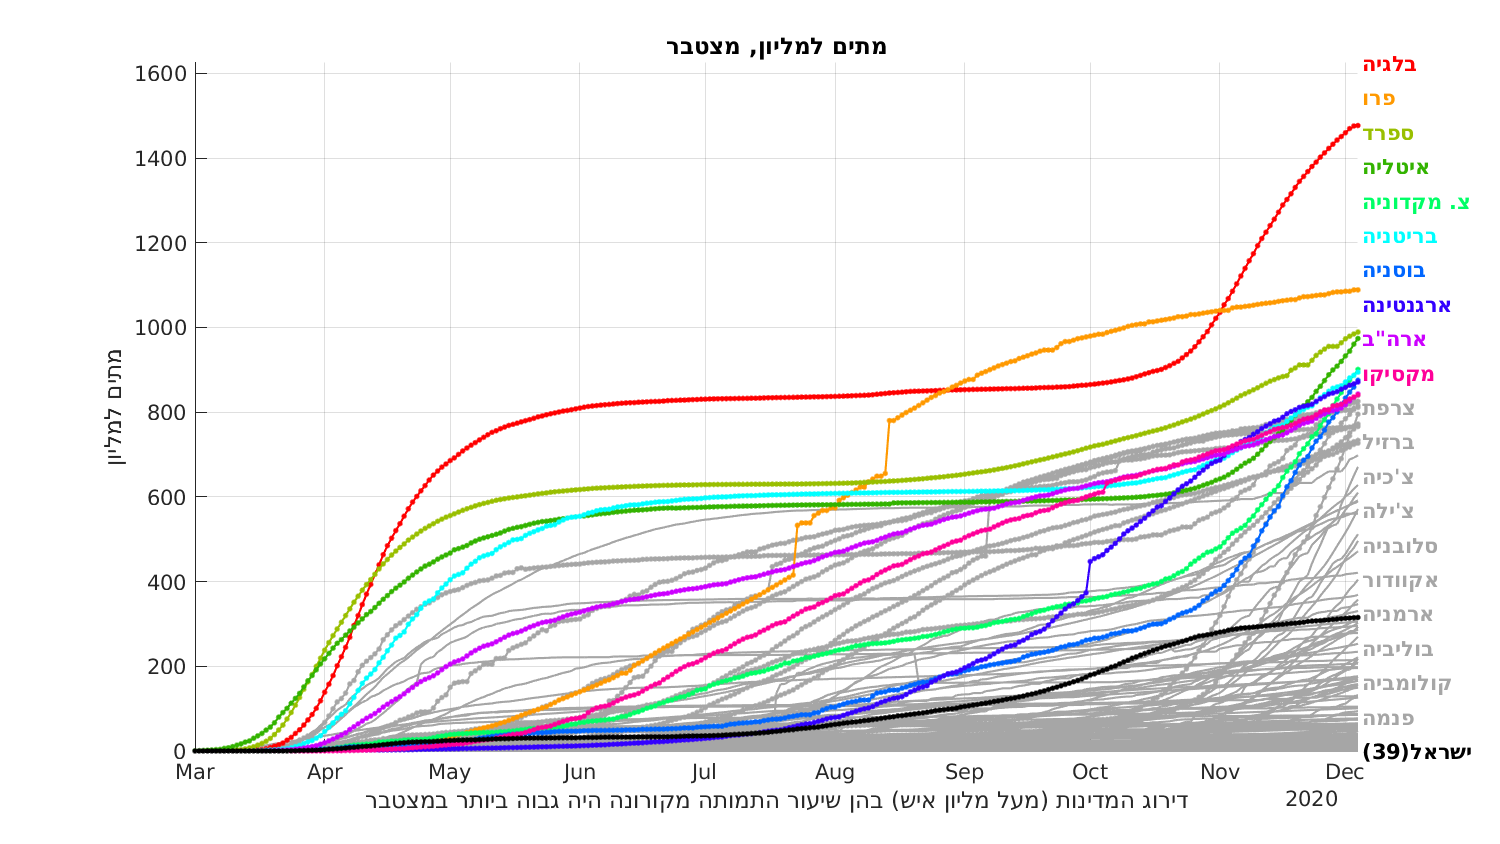 מתים למליון, מצטבר
מתים למליון
1600
1400
1200
1000
800
600
400
200
0
Mar Apr May Jun Jul Aug Sep Oct Nov Dec
2020
דירוג המדינות (מעל מליון איש) בהן שיעור התמותה מקורונה היה גבוה ביותר במצטבר
בלגיה
פרו
ספרד
איטליה
צ. מקדוניה
בריטניה
בוסניה
ארגנטינה
ארה"ב
מקסיקו
צרפת
ברזיל
צ'כיה
צ'ילה
סלובניה
אקוודור
ארמניה
בוליביה
קולומביה
פנמה
ישראל(39)